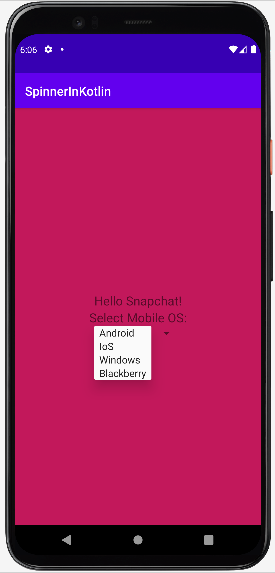 6:06
SpinnerInKotlin
Hello Snapchat!
Select Mobile OS:
Android
IoS
Windows
Blackberry